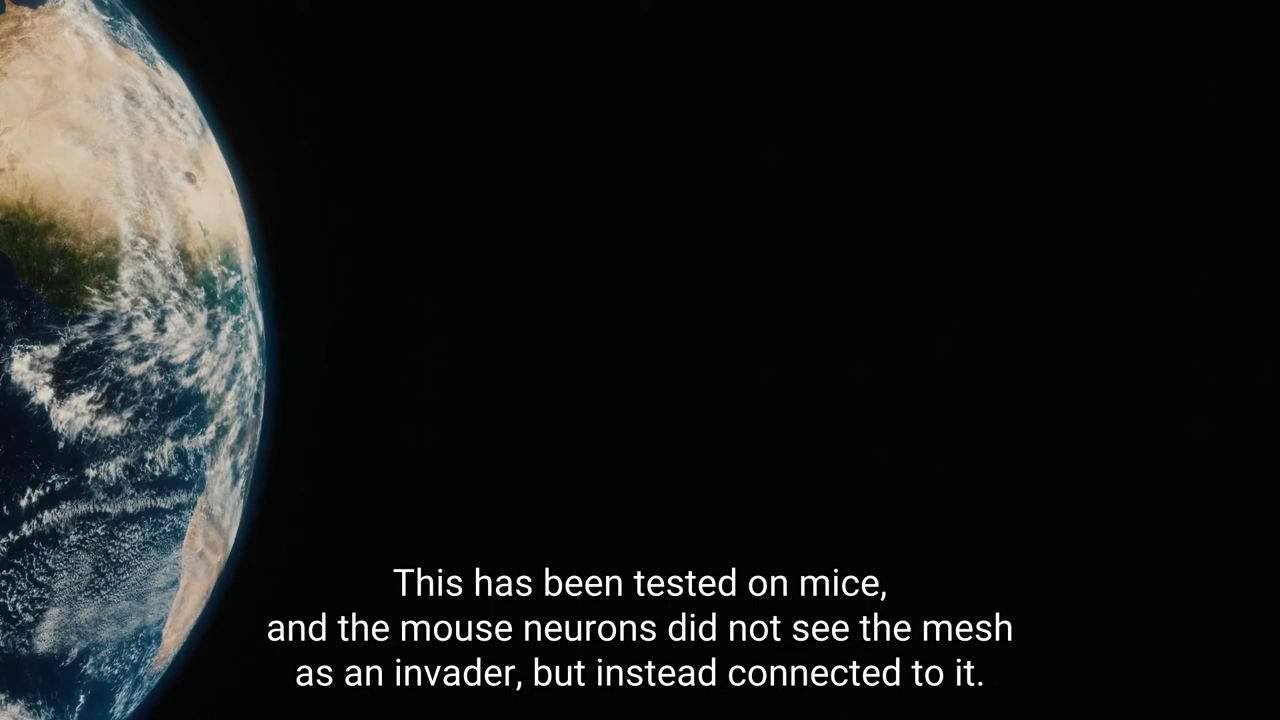 This has been tested on mice,
and the mouse neurons did not see the mesh
as an invader, but instead connected to it.